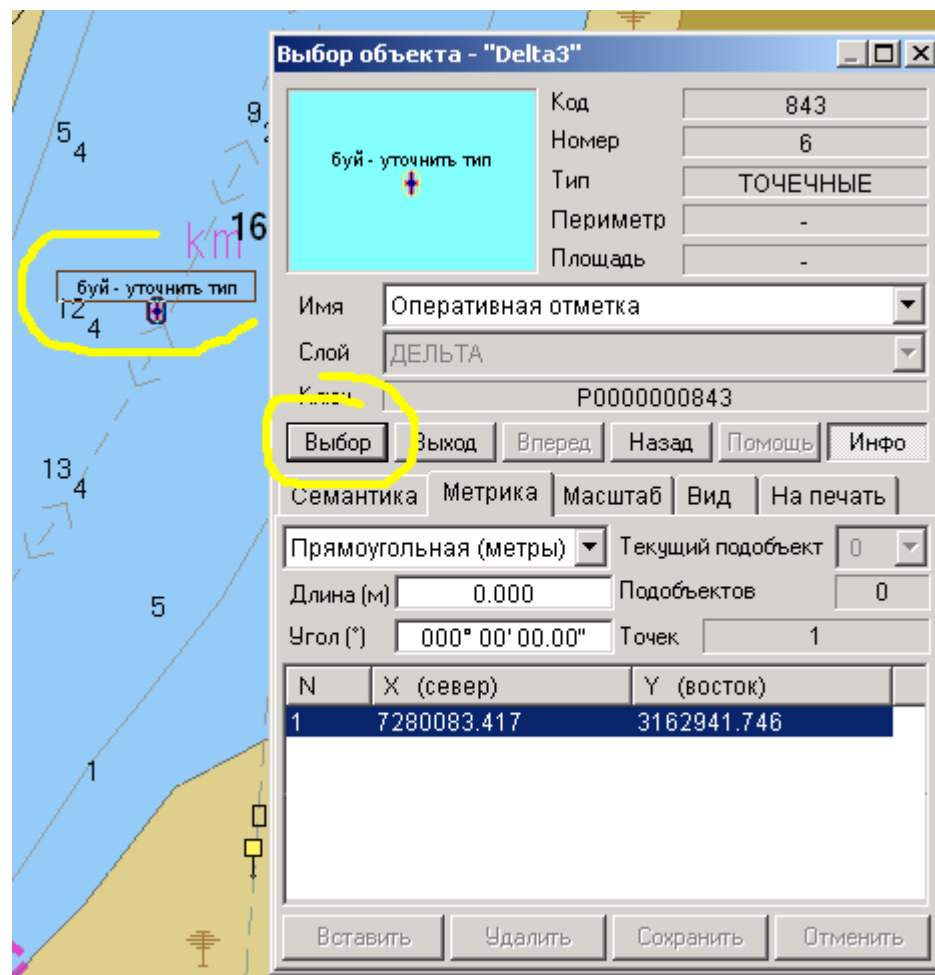 Выбор объекта - "Delta3"
буй - уточнить тип
Код 843
Номер 6
Тип ТОЧЕЧНЫЕ
Периметр -
Площадь -
Имя Оперативная отметка
Слой ДЕЛЬТА
Ключ P0000000843
Выбор Выход Вперед Назад Помощь Инфо
Семантика Метрика Масштаб Вид На печать
Прямоугольная (метры) Текущий подобъект 0
Длина (м) 0.000 Подобъектов 0
Угол (°) 000° 00' 00.00" Точек 1
N X (север) Y (восток)
1 7280083.417 3162941.746
Вставить Удалить Сохранить Отменить
9
5 4
km 16
буй - уточнить тип
12 4
13 4
5
1